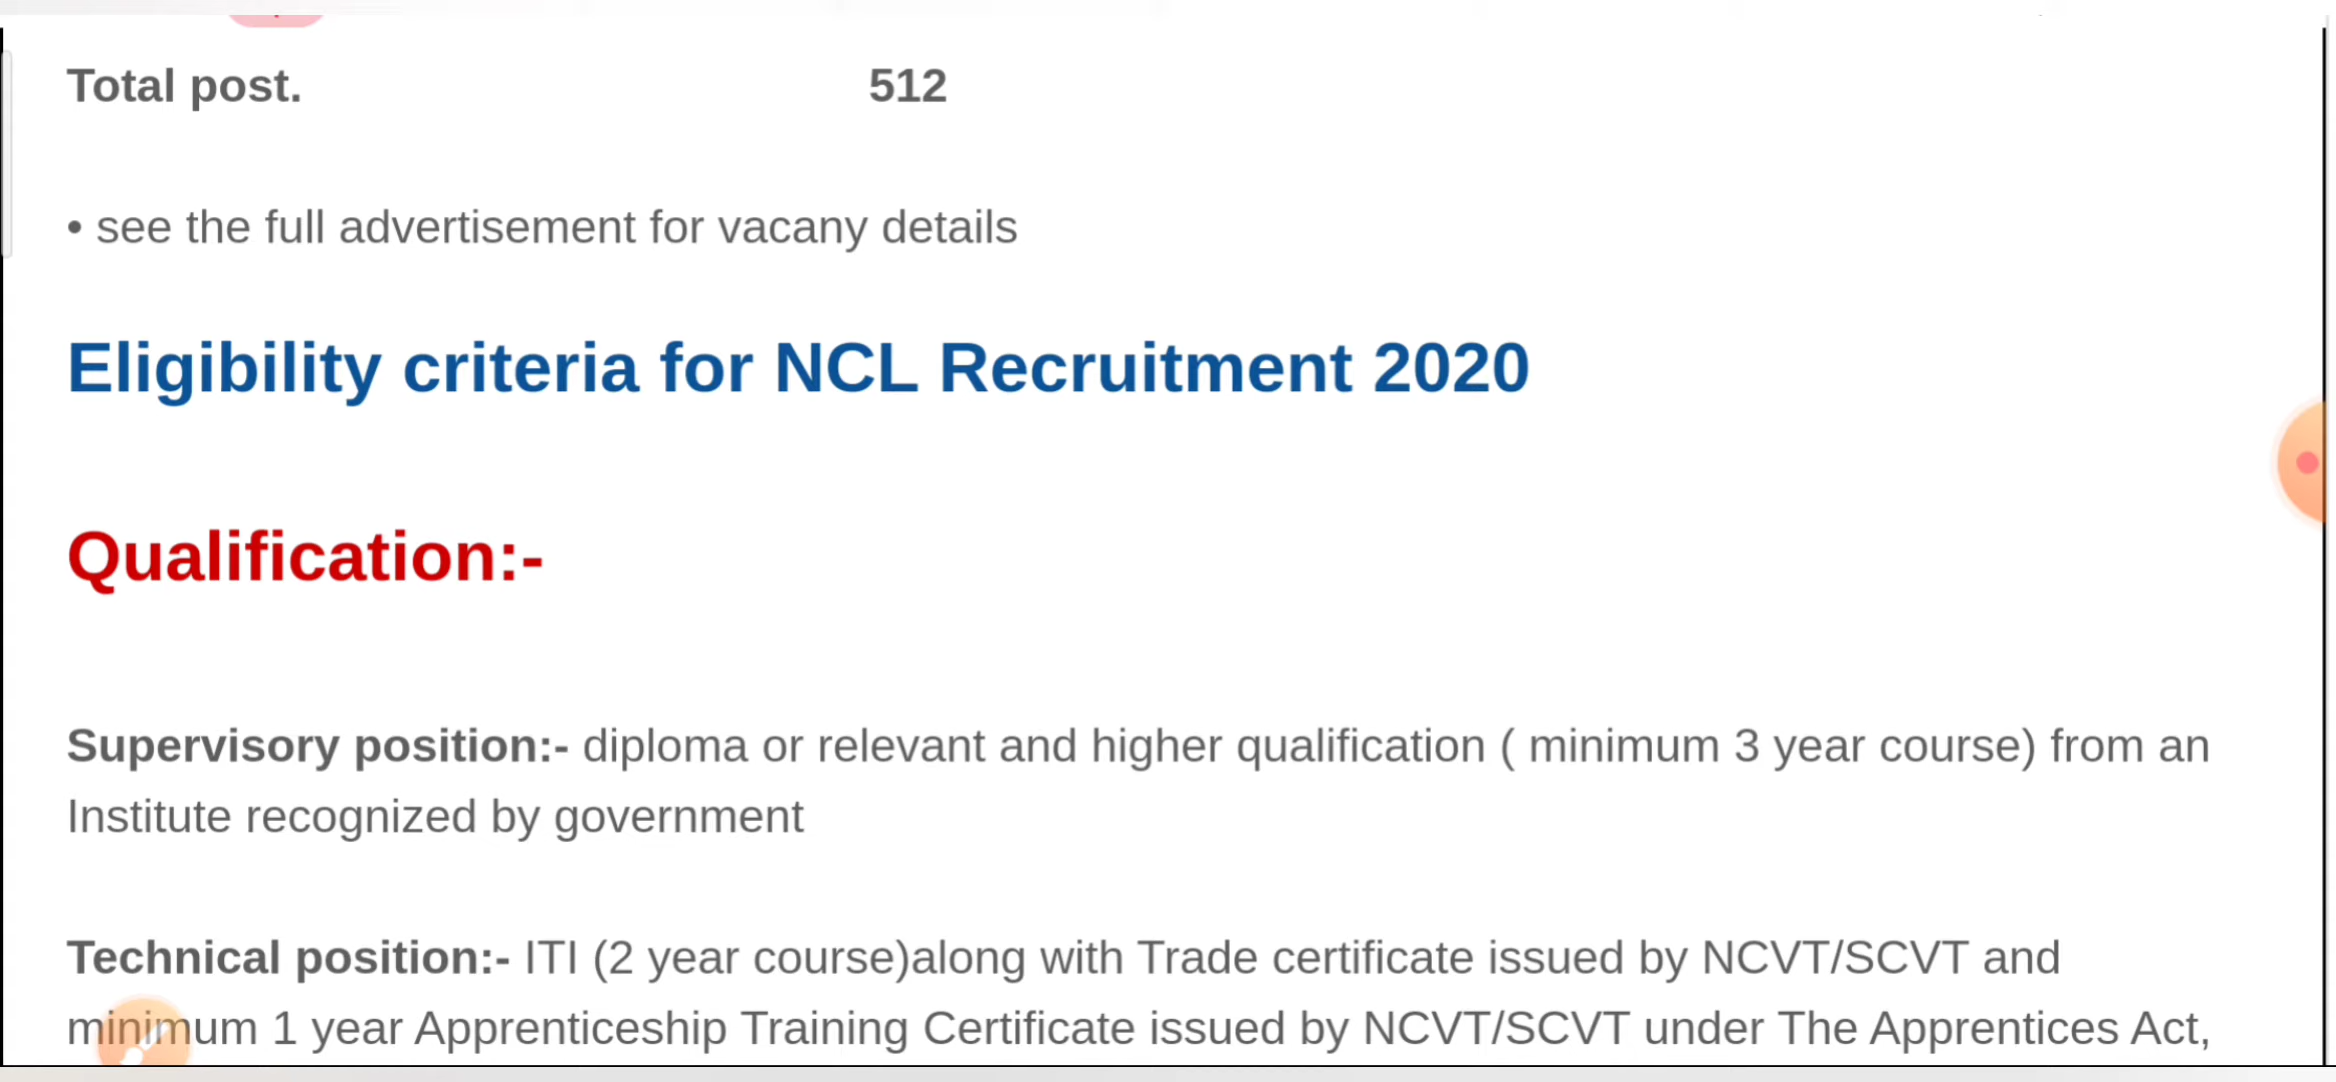 Total post. 512
• see the full advertisement for vacany details
Eligibility criteria for NCL Recruitment 2020
Qualification:-
Supervisory position:- diploma or relevant and higher qualification ( minimum 3 year course) from an
Institute recognized by government
Technical position:- ITI (2 year course)along with Trade certificate issued by NCVT/SCVT and
minimum 1 year Apprenticeship Training Certificate issued by NCVT/SCVT under The Apprentices Act,